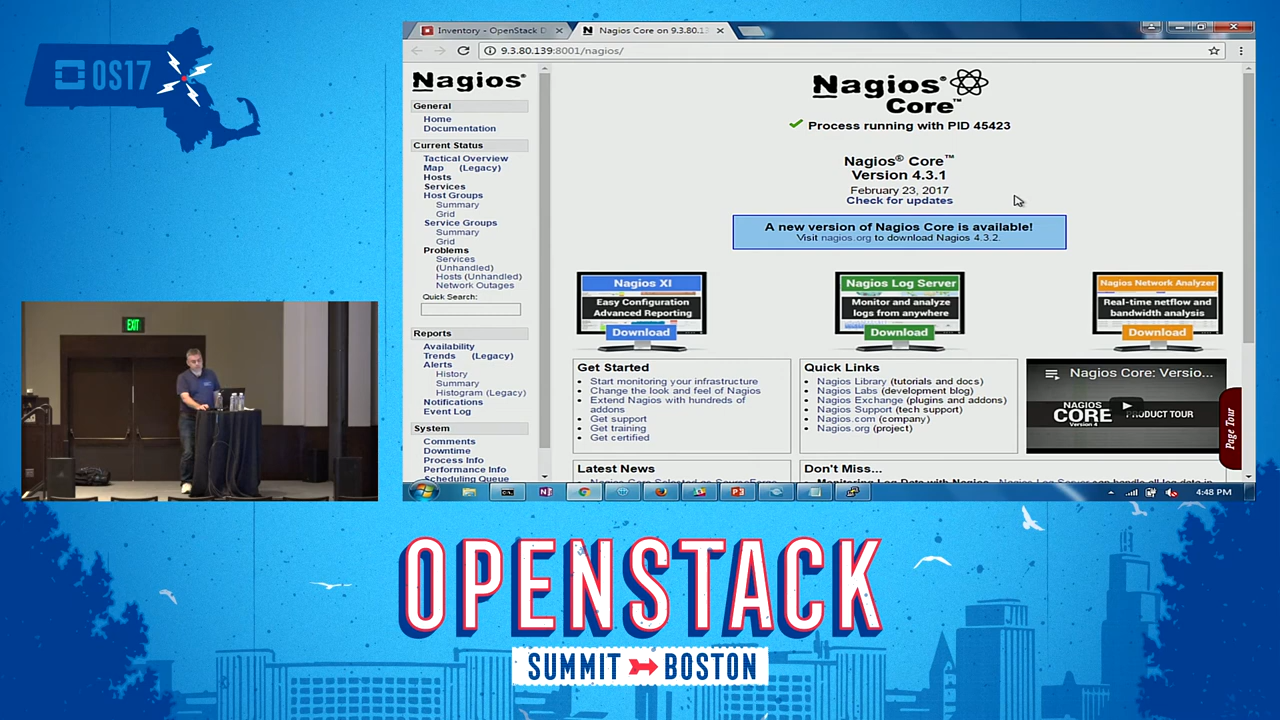 OS17
EXIT
Inventory - OpenStack D
Nagios Core on 9.3.80.13
9.3.80.139:8001/nagios/
Nagios®
General
Home
Documentation
Current Status
Tactical Overview
Map (Legacy)
Hosts
Services
Host Groups
Summary
Grid
Service Groups
Summary
Grid
Problems
Services
(Unhandled)
Hosts (Unhandled)
Network Outages
Quick Search:
Reports
Availability
Trends (Legacy)
Alerts
History
Summary
Histogram (Legacy)
Notifications
Event Log
System
Comments
Downtime
Process Info
Performance Info
Scheduling Queue
Nagios®
Core™
Process running with PID 45423
Nagios® Core™
Version 4.3.1
February 23, 2017
Check for updates
A new version of Nagios Core is available!
Visit nagios.org to download Nagios 4.3.2.
Nagios XI
Easy Configuration
Advanced Reporting
Download
Nagios Log Server
Monitor and analyze
logs from anywhere
Download
Nagios Network Analyzer
Real-time netflow and
bandwidth analysis
Download
Get Started
Start monitoring your infrastructure
Change the look and feel of Nagios
Extend Nagios with hundreds of
addons
Get support
Get training
Get certified
Quick Links
Nagios Library (tutorials and docs)
Nagios Labs (development blog)
Nagios Exchange (plugins and addons)
Nagios Support (tech support)
Nagios.com (company)
Nagios.org (project)
Nagios Core: Versio...
NAGIOS
CORE
Version 4
PRODUCT TOUR
Page Tour
Latest News
Don't Miss...
4:48 PM
OPENSTACK
SUMMIT BOSTON